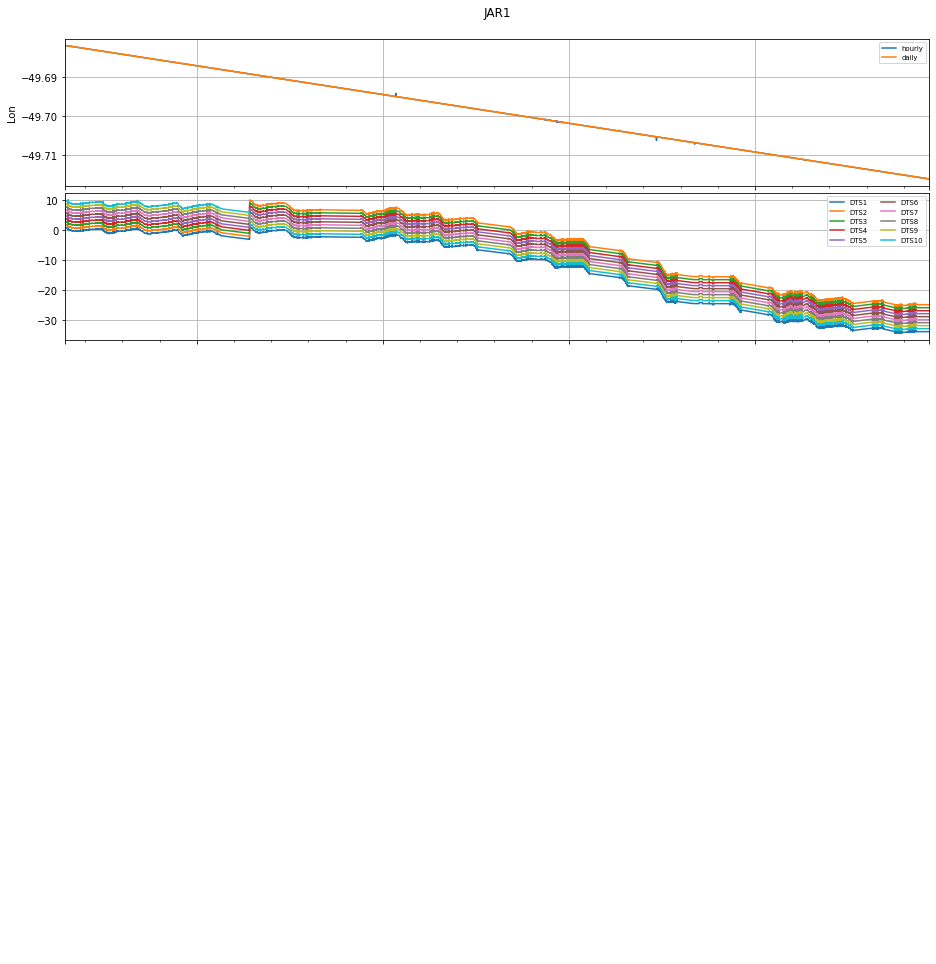 JAR1
Lon
−49.69
−49.70
−49.71
hourly
daily
10
0
−10
−20
−30
DTS1 DTS6
DTS2 DTS7
DTS3 DTS8
DTS4 DTS9
DTS5 DTS10